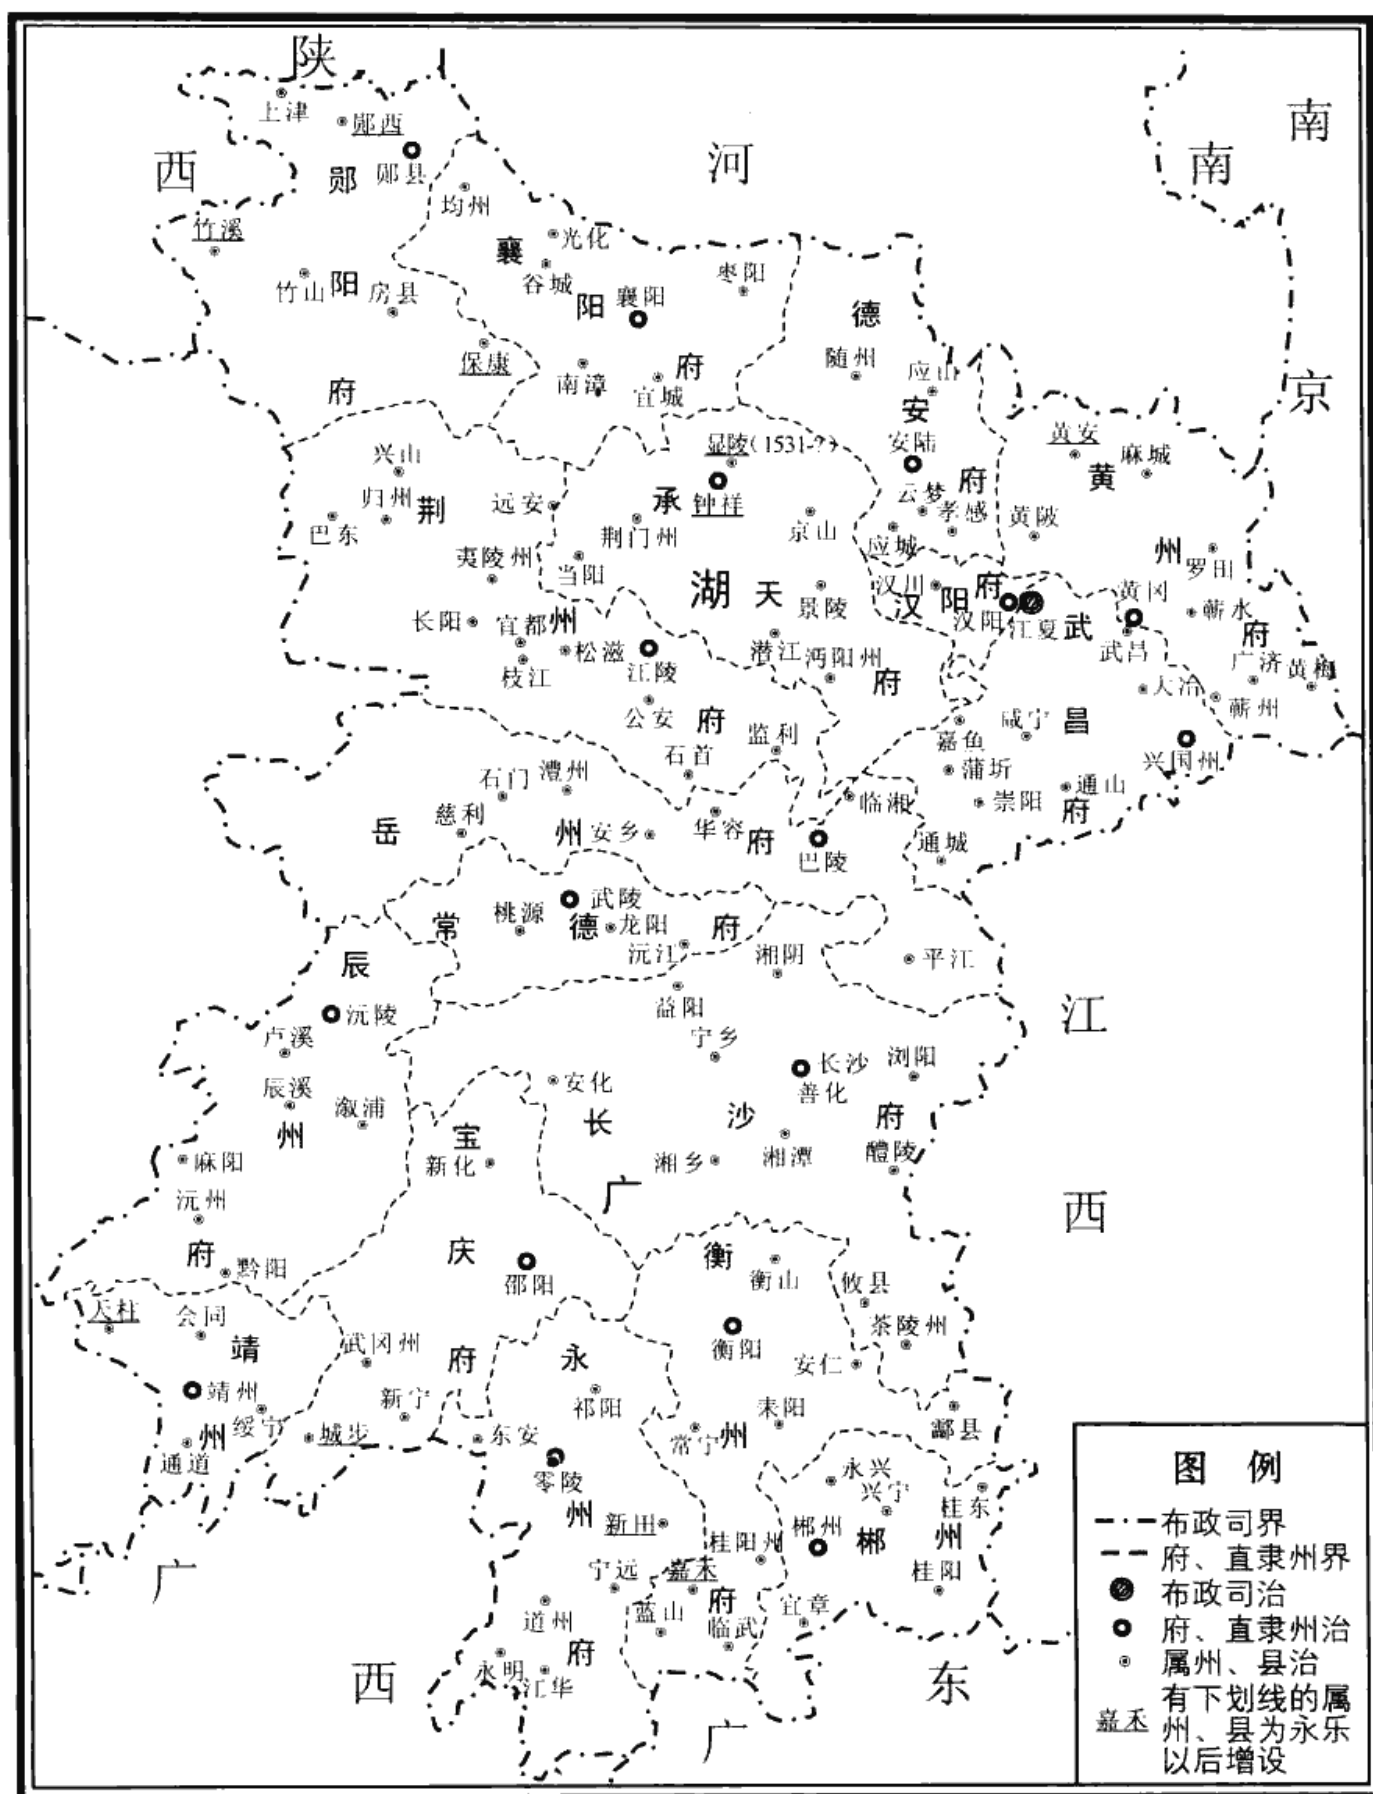 陕
西
河
南
南
京
江
西
广
西
广
东
湖
广
郧
阳
府
上津
郧西
郧县
竹溪
竹山
房县
保康
襄
阳
府
均州
光化
谷城
襄阳
枣阳
南漳
宜城
德
安
府
随州
应山
安陆
云梦
孝感
应城
黄
州
府
黄安
麻城
黄陂
罗田
黄冈
蕲水
广济
黄梅
蕲州
荆
州
府
兴山
归州
巴东
远安
夷陵州
长阳
宜都
枝江
松滋
江陵
公安
石首
监利
承
天
府
显陵(1531-?)
钟祥
荆门州
京山
当阳
景陵
潜江
沔阳州
汉
阳
府
汉川
汉阳
武
昌
府
江夏
武昌
大冶
咸宁
嘉鱼
蒲圻
崇阳
通山
兴国州
通城
岳
州
府
石门
澧州
慈利
安乡
华容
巴陵
临湘
平江
常
德
府
桃源
武陵
龙阳
沅江
辰
州
府
沅陵
卢溪
辰溪
溆浦
麻阳
沅州
黔阳
长
沙
府
湘阴
益阳
宁乡
安化
长沙
善化
浏阳
湘乡
湘潭
醴陵
攸县
茶陵州
宝
庆
府
新化
邵阳
武冈州
新宁
城步
靖
州
天柱
会同
靖州
绥宁
通道
衡
州
府
衡山
衡阳
安仁
耒阳
常宁
酃县
桂阳州
嘉禾
蓝山
临武
永
州
府
祁阳
东安
零陵
新田
宁远
道州
永明
江华
郴
州
永兴
兴宁
桂东
郴州
桂阳
宜章
图 例
布政司界
府、直隶州界
布政司治
府、直隶州治
属州、县治
嘉禾
有下划线的属
州、县为永乐
以后增设
广